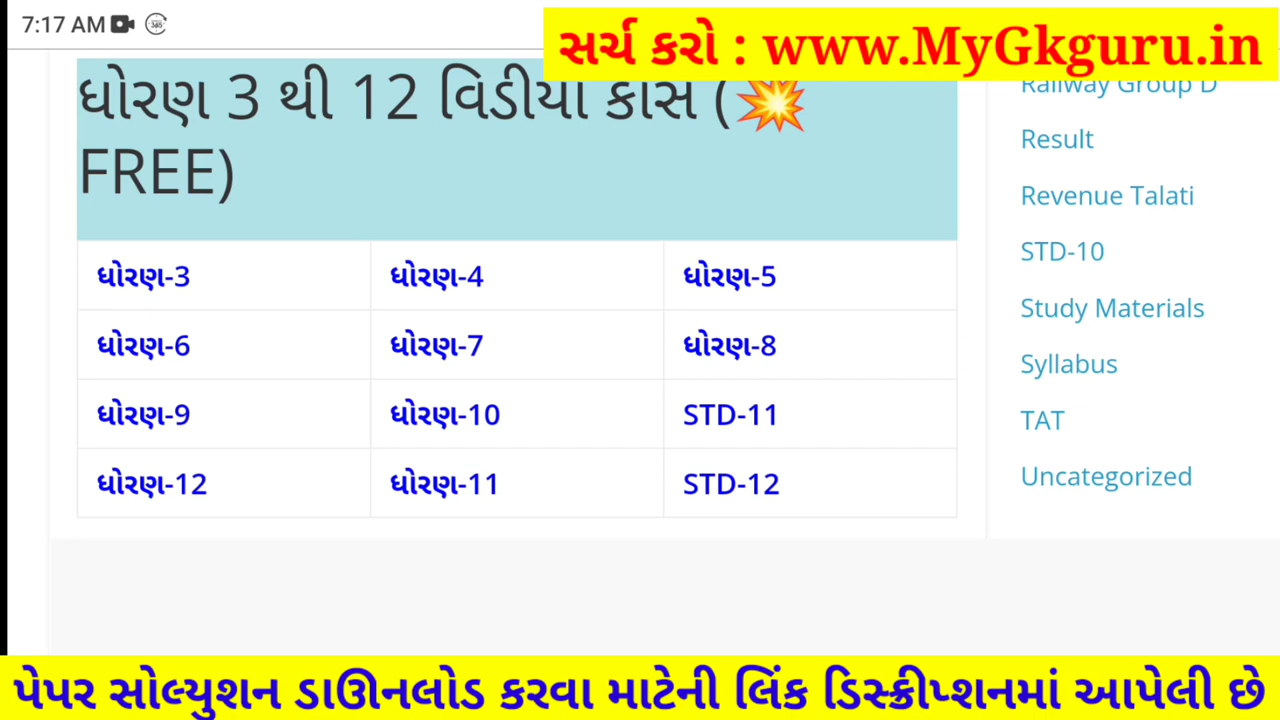 7:17 AM
સર્ચ કરો : www.MyGkguru.in
ધોરણ 3 થી 12 વિડીયો ક્લાસ (💥
FREE)
ધોરણ-3 ધોરણ-4 ધોરણ-5
ધોરણ-6 ધોરણ-7 ધોરણ-8
ધોરણ-9 ધોરણ-10 STD-11
ધોરણ-12 ધોરણ-11 STD-12
Railway Group D
Result
Revenue Talati
STD-10
Study Materials
Syllabus
TAT
Uncategorized
પેપર સોલ્યુશન ડાઊનલોડ કરવા માટેની લિંક ડિસ્ક્રીપ્શનમાં આપેલી છે